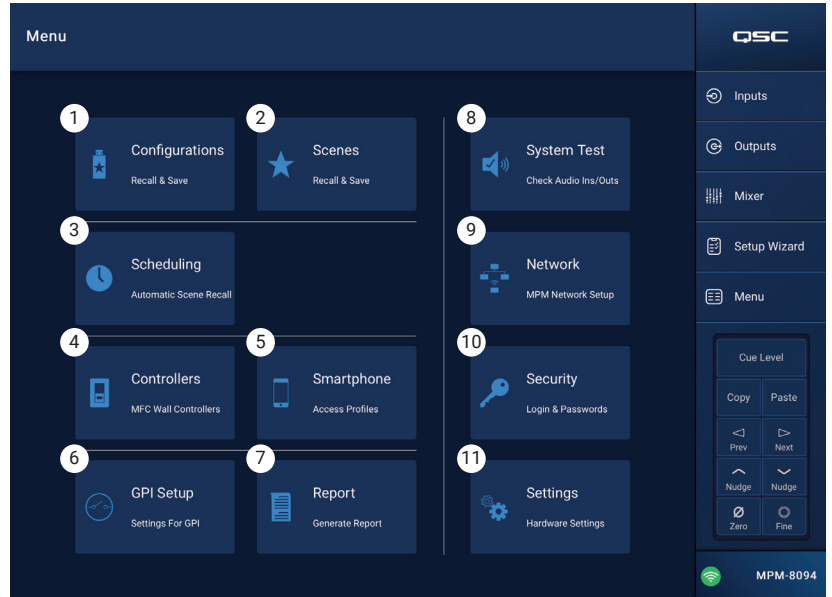 Menu
QSC
1
Configurations
Recall & Save
2
Scenes
Recall & Save
3
Scheduling
Automatic Scene Recall
4
Controllers
MFC Wall Controllers
5
Smartphone
Access Profiles
6
GPI Setup
Settings For GPI
7
Report
Generate Report
8
System Test
Check Audio Ins/Outs
9
Network
MPM Network Setup
10
Security
Login & Passwords
11
Settings
Hardware Settings
Inputs
Outputs
Mixer
Setup Wizard
Menu
Cue Level
Copy Paste
Prev Next
Nudge Nudge
Zero Fine
MPM-8094